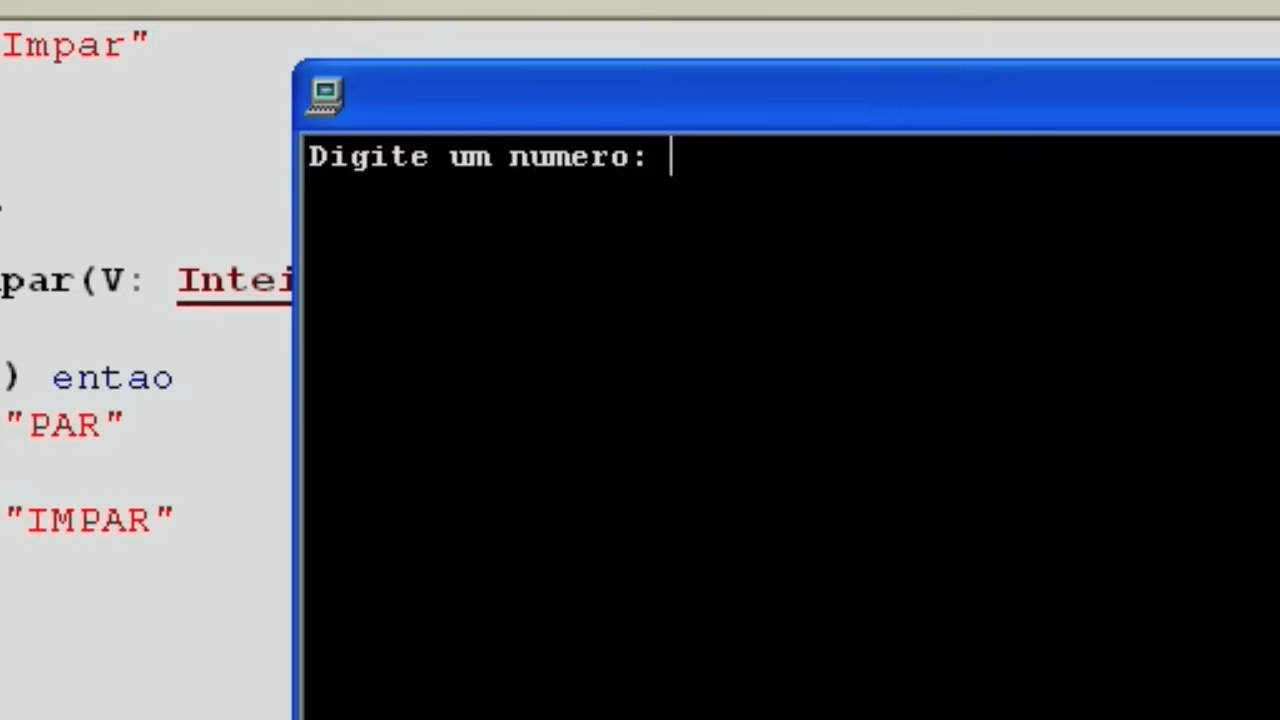 Impar"
Digite um numero:
par(V: Intei
) entao
"PAR"
"IMPAR"